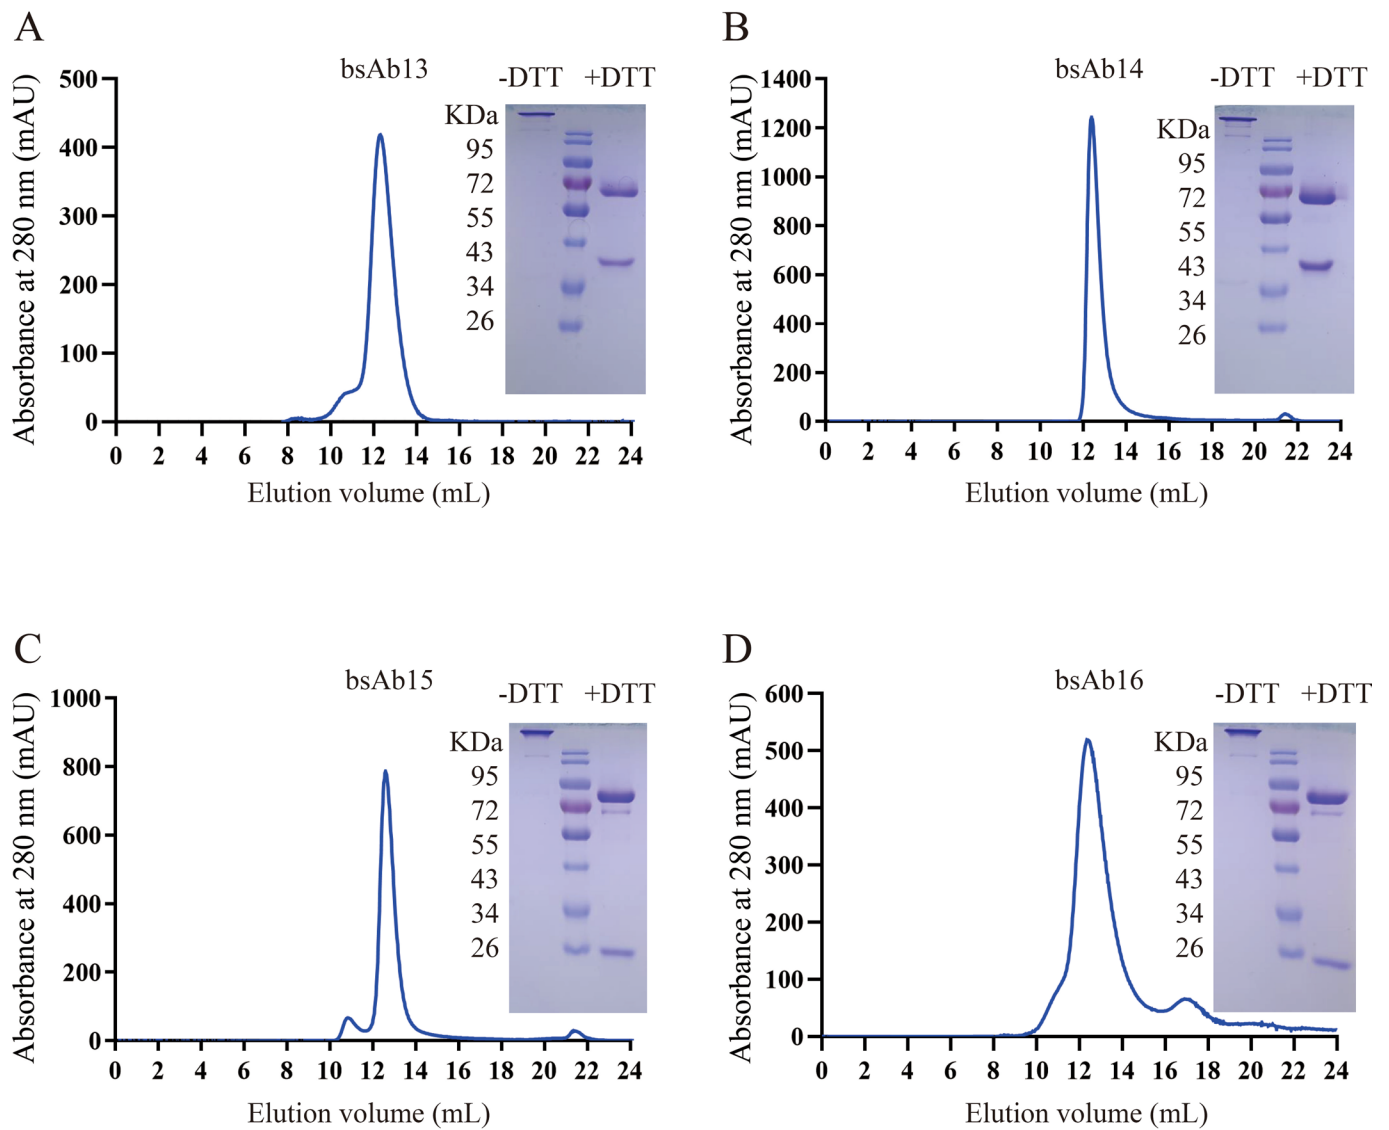 A
bsAb13
-DTT +DTT
Absorbance at 280 nm (mAU)
500
400
300
200
100
0
KDa
95
72
55
43
34
26
0 2 4 6 8 10 12 14 16 18 20 22 24
Elution volume (mL)
B
bsAb14
-DTT +DTT
Absorbance at 280 nm (mAU)
1400
1200
1000
800
600
400
200
0
KDa
95
72
55
43
34
26
0 2 4 6 8 10 12 14 16 18 20 22 24
Elution volume (mL)
C
bsAb15
-DTT +DTT
Absorbance at 280 nm (mAU)
1000
800
600
400
200
0
KDa
95
72
55
43
34
26
0 2 4 6 8 10 12 14 16 18 20 22 24
Elution volume (mL)
D
bsAb16
-DTT +DTT
Absorbance at 280 nm (mAU)
600
500
400
300
200
100
0
KDa
95
72
55
43
34
26
0 2 4 6 8 10 12 14 16 18 20 22 24
Elution volume (mL)